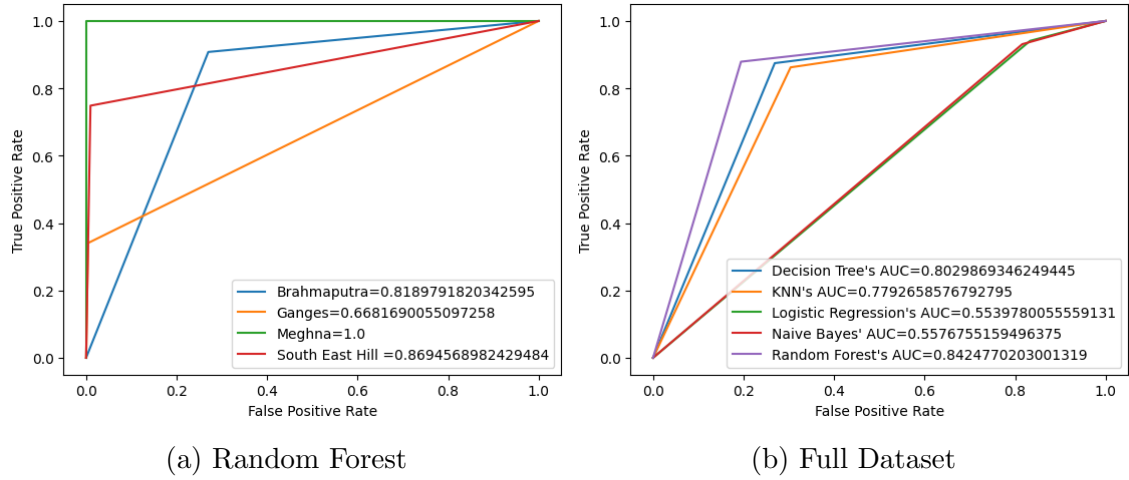 1.0
0.8
0.6
0.4
0.2
0.0
True Positive Rate
Brahmaputra=0.8189791820342595
Ganges=0.6681690055097258
Meghna=1.0
South East Hill =0.8694568982429484
0.0 0.2 0.4 0.6 0.8 1.0
False Positive Rate
(a) Random Forest
1.0
0.8
0.6
0.4
0.2
0.0
True Positive Rate
Decision Tree's AUC=0.8029869346249445
KNN's AUC=0.7792658576792795
Logistic Regression's AUC=0.5539780055559131
Naive Bayes' AUC=0.5576755159496375
Random Forest's AUC=0.8424770203001319
0.0 0.2 0.4 0.6 0.8 1.0
False Positive Rate
(b) Full Dataset